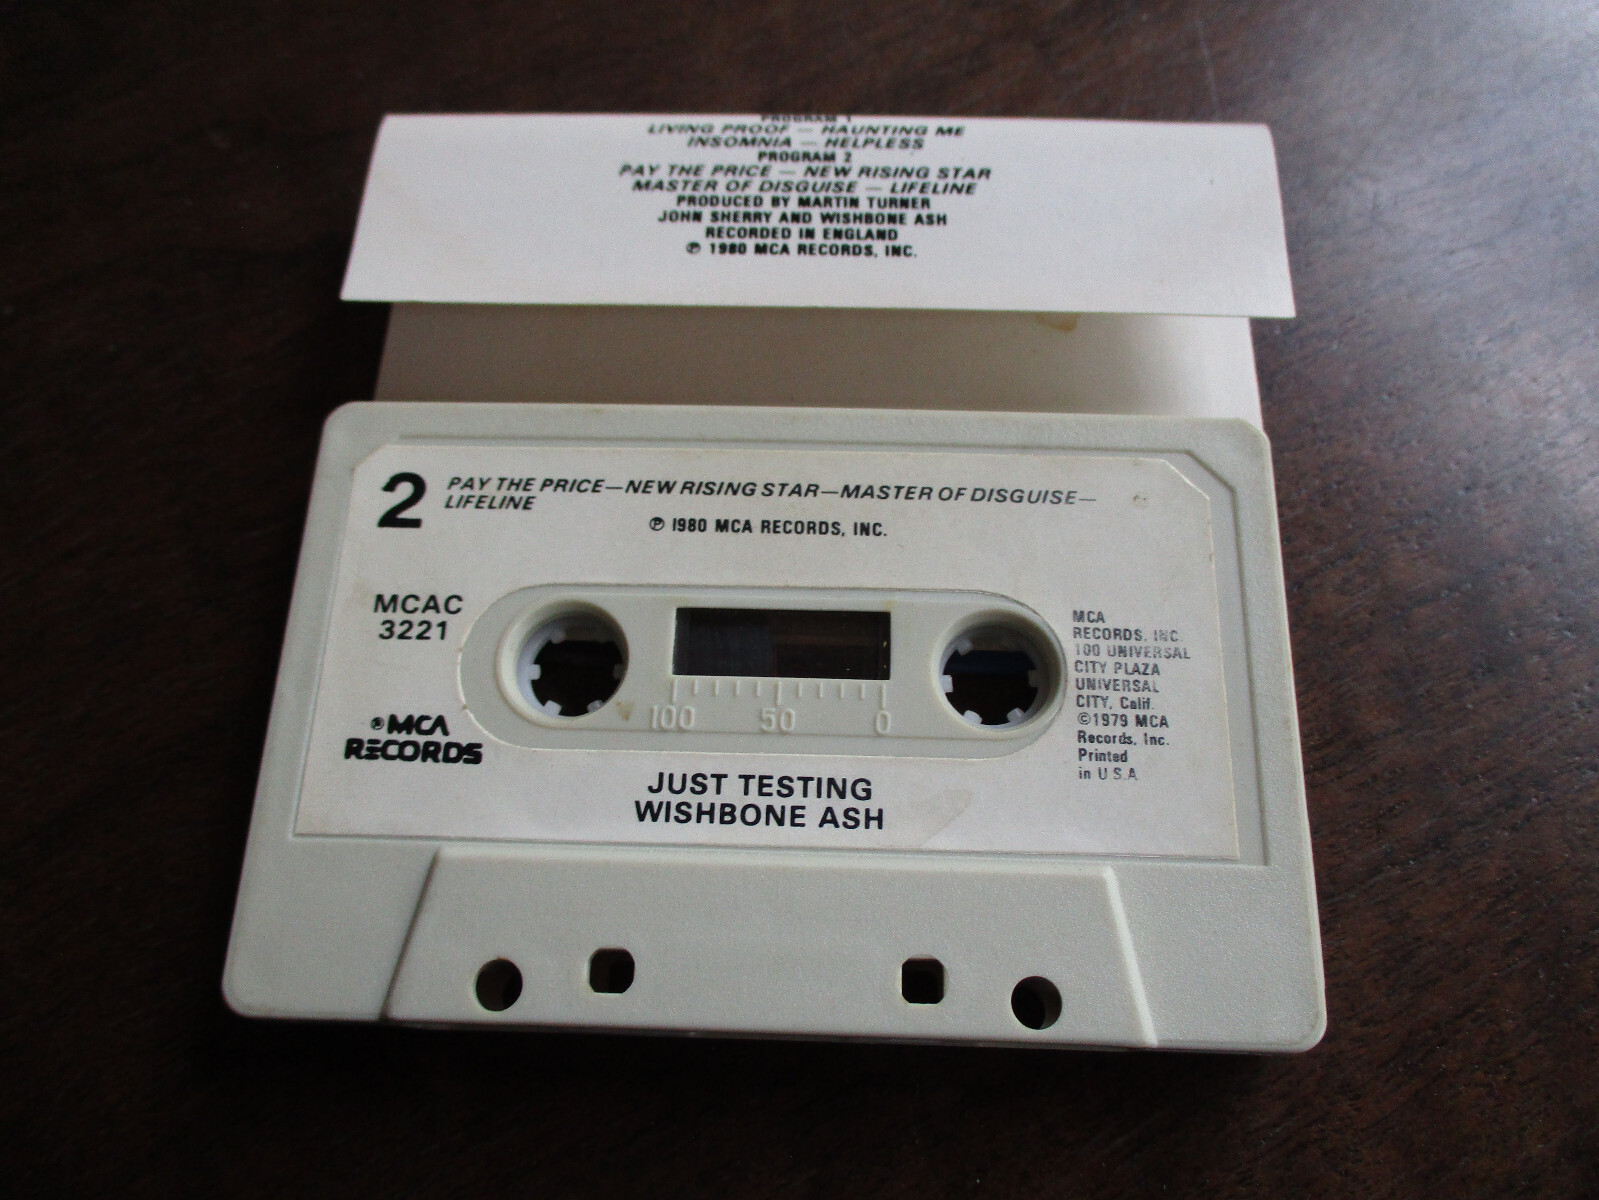 PROGRAM 1
LIVING PROOF — HAUNTING ME
INSOMNIA — HELPLESS
PROGRAM 2
PAY THE PRICE — NEW RISING STAR
MASTER OF DISGUISE — LIFELINE
PRODUCED BY MARTIN TURNER
JOHN SHERRY AND WISHBONE ASH
RECORDED IN ENGLAND
℗ 1980 MCA RECORDS, INC.
2
PAY THE PRICE—NEW RISING STAR—MASTER OF DISGUISE—
LIFELINE
℗ 1980 MCA RECORDS, INC.
MCAC
3221
®MCA
RECORDS
100 50 0
MCA
RECORDS, INC.
100 UNIVERSAL
CITY PLAZA
UNIVERSAL
CITY, Calif.
©1979 MCA
Records, Inc.
Printed
in U.S.A
JUST TESTING
WISHBONE ASH